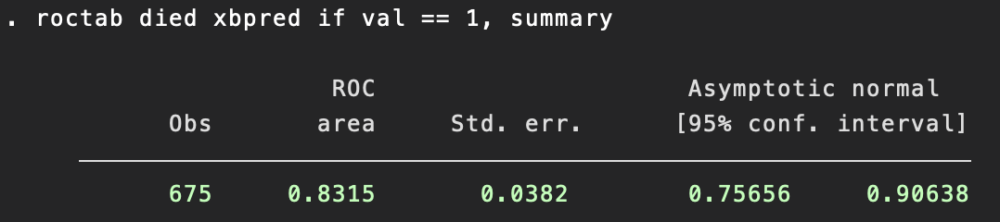 . roctab died xbpred if val == 1, summary
ROC Asymptotic normal
Obs area Std. err. [95% conf. interval]
675 0.8315 0.0382 0.75656 0.90638